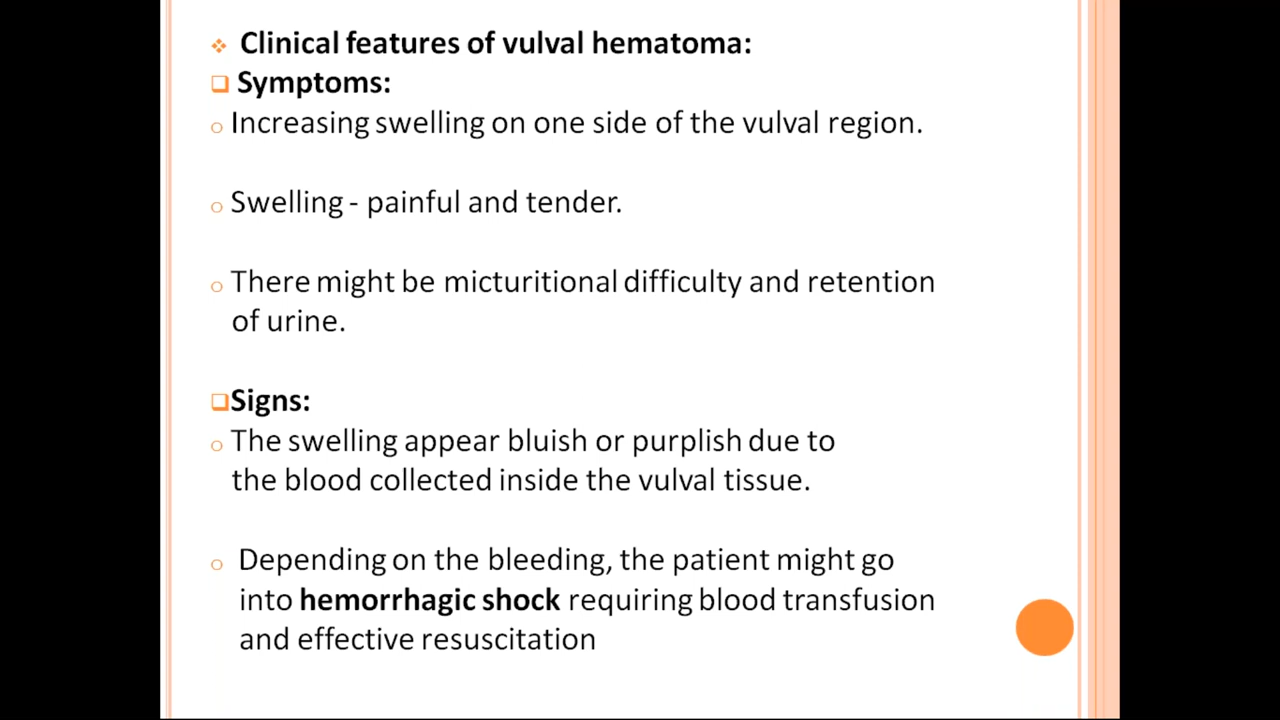 Clinical features of vulval hematoma:
Symptoms:
Increasing swelling on one side of the vulval region.
Swelling - painful and tender.
There might be micturitional difficulty and retention
of urine.
Signs:
The swelling appear bluish or purplish due to
the blood collected inside the vulval tissue.
Depending on the bleeding, the patient might go
into hemorrhagic shock requiring blood transfusion
and effective resuscitation